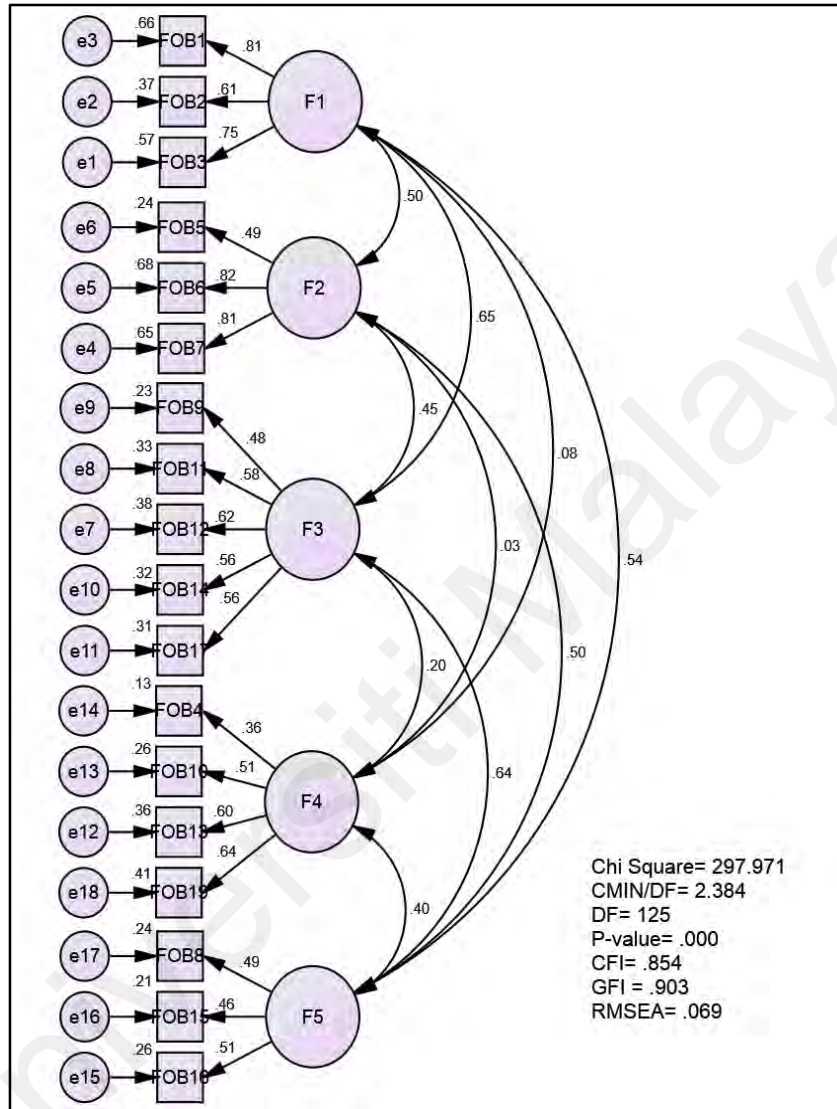 .66
e3 FOB1 .81
.37
e2 FOB2 .61 F1
.57
e1 FOB3 .75
.50
.24
e6 FOB5 .49
.68
e5 FOB6 .82 F2
.65
e4 FOB7 .81
.65
.23
e9 FOB9 .45
.48
.08
.33
e8 FOB11 .58
.38
e7 FOB12 .62 F3
.03
.54
.32
e10 FOB14 .56
.31
e11 FOB17 .56
.20
.50
.13
e14 FOB4 .36
.26
e13 FOB10 .51
.64
.36
e12 FOB13 .60 F4
.41
e18 FOB19 .64
.40
.24
e17 FOB8 .49
.21
e16 FOB15 .46 F5
.26
e15 FOB16 .51
Chi Square= 297.971
CMIN/DF= 2.384
DF= 125
P-value= .000
CFI= .854
GFI = .903
RMSEA= .069
Universiti Malaya